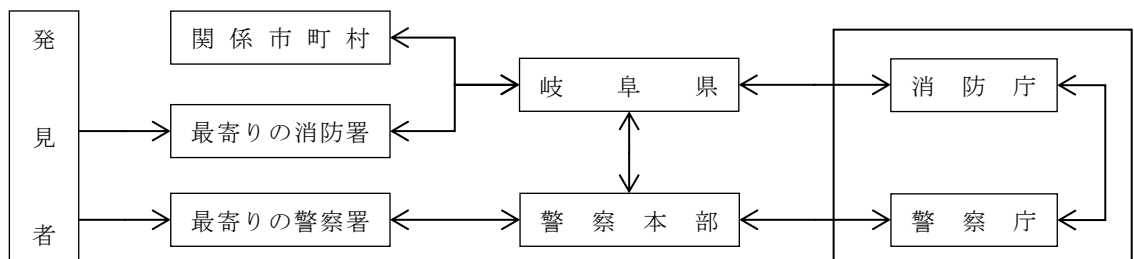 発見者
関係市町村
最寄りの消防署
最寄りの警察署
岐阜県
警察本部
消防庁
警察庁